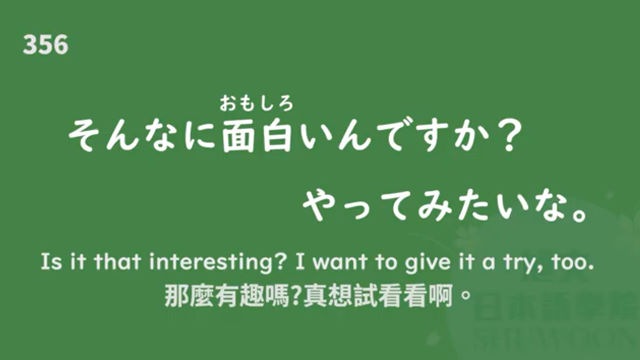 356
おもしろ
そんなに面白いんですか？
やってみたいな。
Is it that interesting? I want to give it a try, too.
那麼有趣嗎?真想試看看啊。
日本語學院